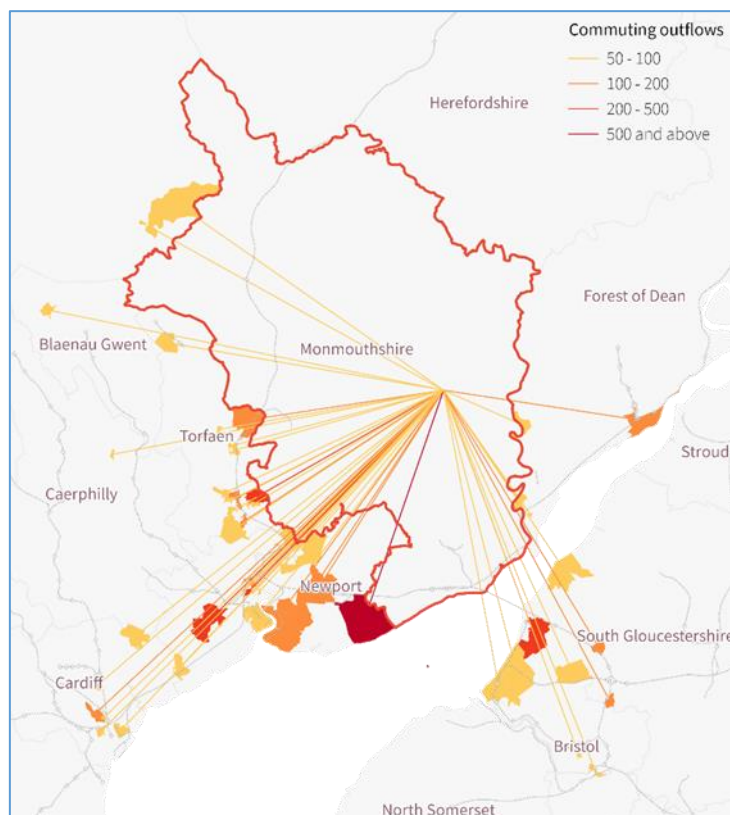 Commuting outflows
50 - 100
100 - 200
200 - 500
500 and above
Herefordshire
Forest of Dean
Blaenau Gwent
Monmouthshire
Torfaen
Stroud
Caerphilly
Newport
South Gloucestershire
Cardiff
Bristol
North Somerset